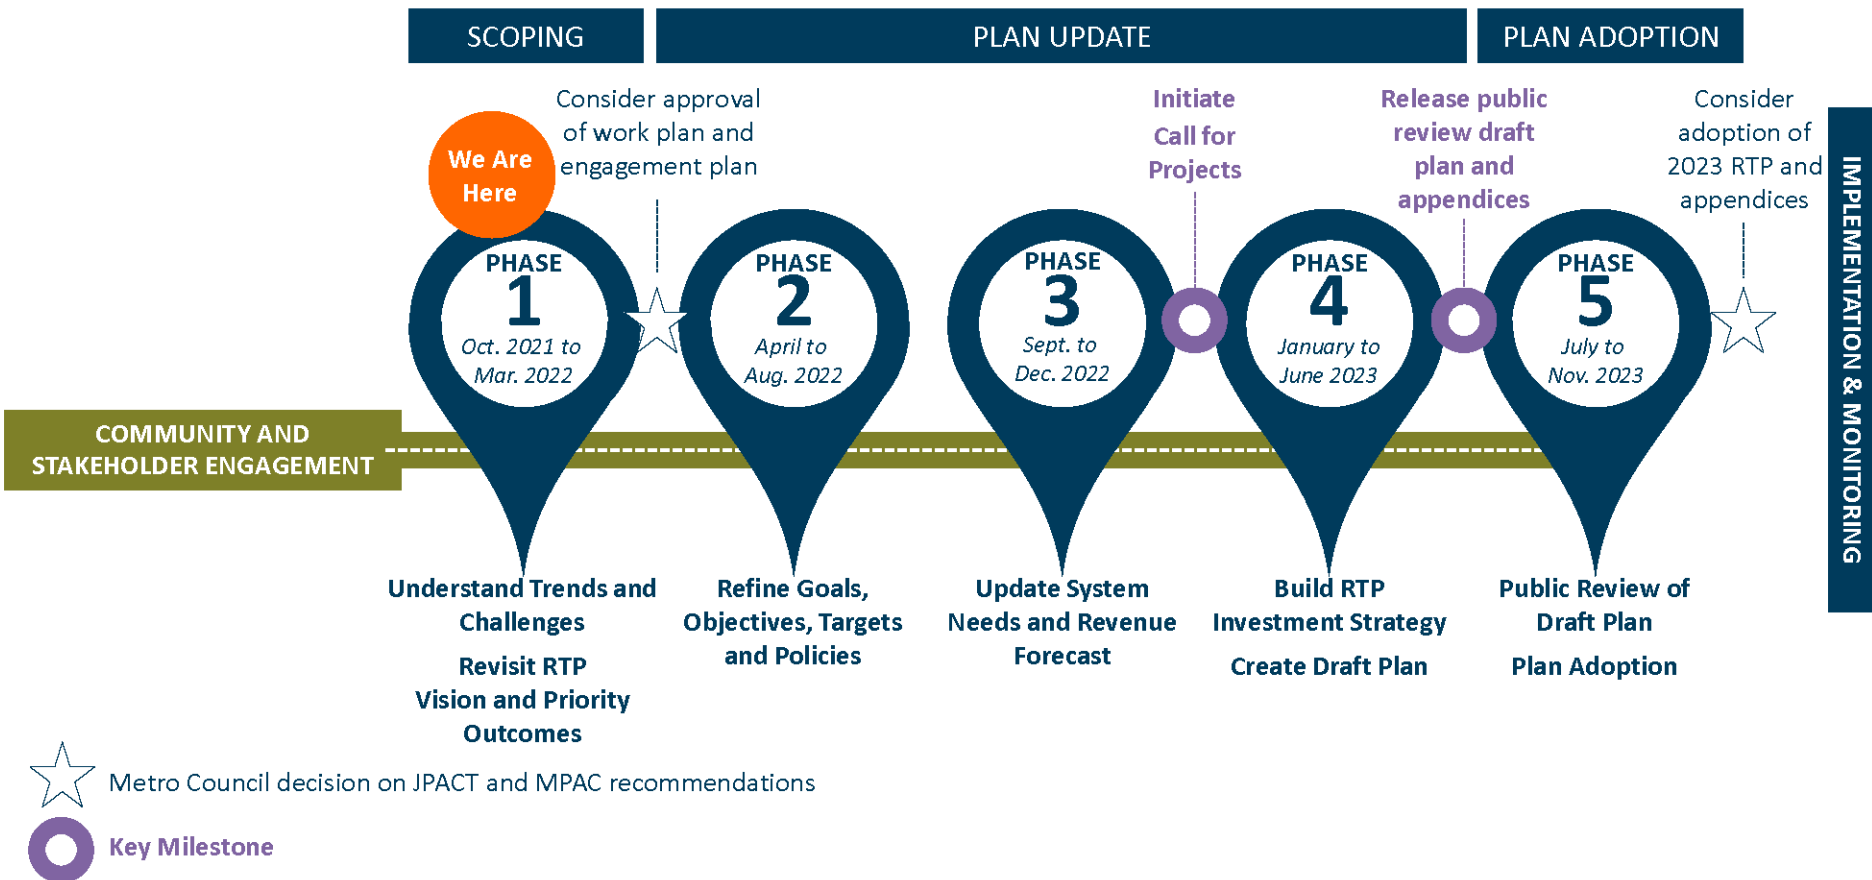 SCOPING
PLAN UPDATE
PLAN ADOPTION
We Are
Here
Consider approval
of work plan and
engagement plan
Initiate
Call for
Projects
Release public
review draft
plan and
appendices
Consider
adoption of
2023 RTP and
appendices
PHASE
1
Oct. 2021 to
Mar. 2022
PHASE
2
April to
Aug. 2022
PHASE
3
Sept. to
Dec. 2022
PHASE
4
January to
June 2023
PHASE
5
July to
Nov. 2023
IMPLEMENTATION & MONITORING
COMMUNITY AND
STAKEHOLDER ENGAGEMENT
Understand Trends and
Challenges
Revisit RTP
Vision and Priority
Outcomes
Refine Goals,
Objectives, Targets
and Policies
Update System
Needs and Revenue
Forecast
Build RTP
Investment Strategy
Create Draft Plan
Public Review of
Draft Plan
Plan Adoption
Metro Council decision on JPACT and MPAC recommendations
Key Milestone